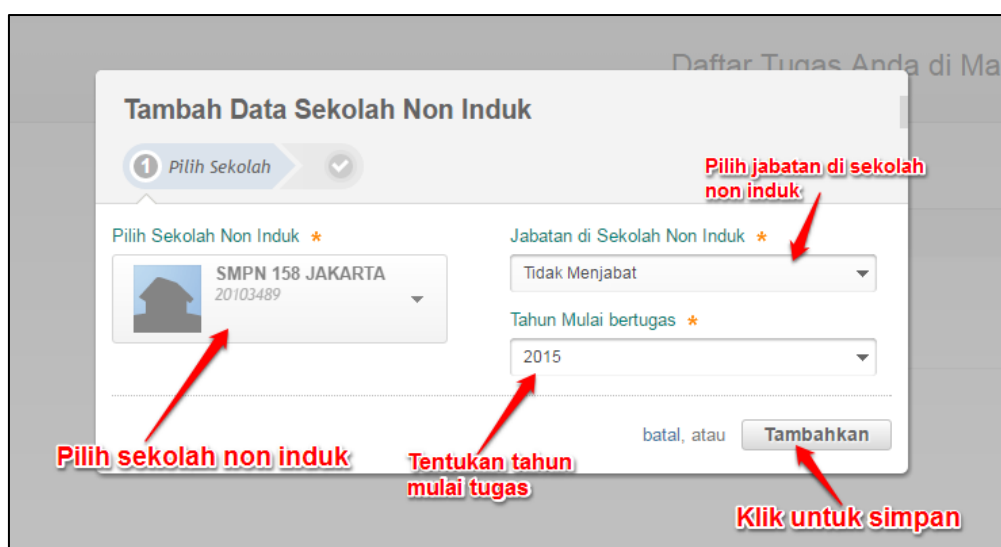 Daftar Tugas Anda di Ma
Tambah Data Sekolah Non Induk
1 Pilih Sekolah
Pilih jabatan di sekolah
non induk
Pilih Sekolah Non Induk *
Jabatan di Sekolah Non Induk *
SMPN 158 JAKARTA
20103489
Tidak Menjabat
Tahun Mulai bertugas *
2015
batal, atau Tambahkan
Pilih sekolah non induk
Tentukan tahun
mulai tugas
Klik untuk simpan